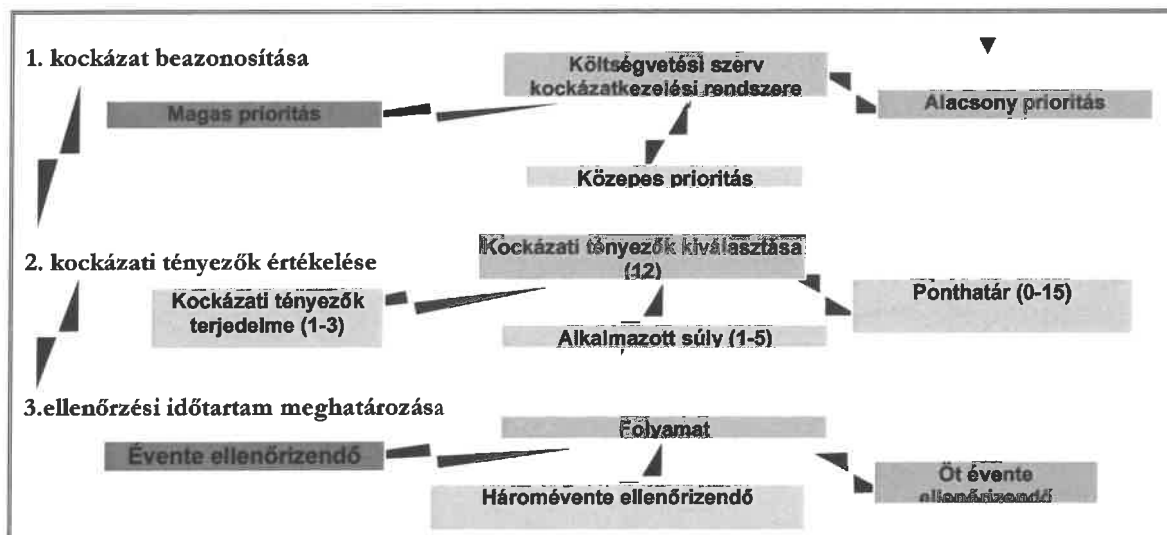 1. kockázat beazonosítása
Költségvetési szerv
kockázatkezelési rendszere
Magas prioritás
Alacsony prioritás
Közepes prioritás
2. kockázati tényezők értékelése
Kockázati tényezők kiválasztása
(12)
Kockázati tényezők
terjedelme (1-3)
Ponthatár (0-15)
Alkalmazott súly (1-5)
3.ellenőrzési időtartam meghatározása
Folyamat
Évente ellenőrizendő
Háromévente ellenőrizendő
Öt évente
ellenőrizendő